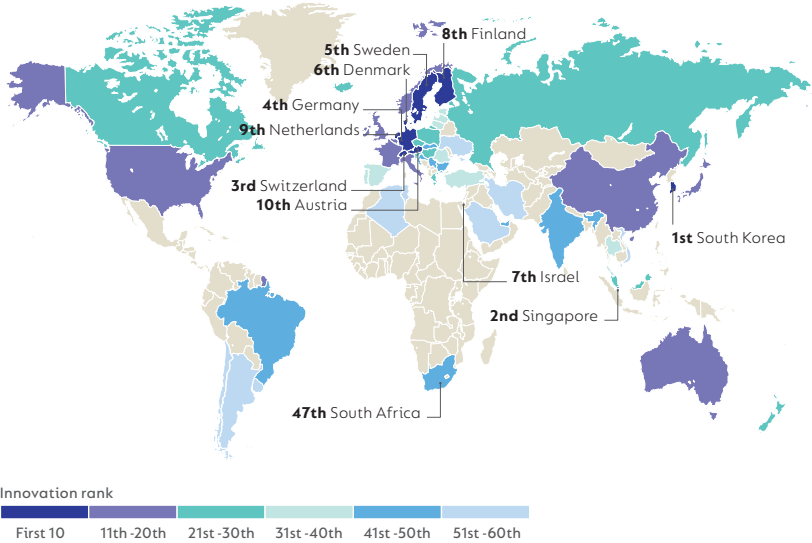 8th Finland
5th Sweden
6th Denmark
4th Germany
9th Netherlands
3rd Switzerland
10th Austria
1st South Korea
7th Israel
2nd Singapore
47th South Africa
Innovation rank
First 10
11th-20th
21st-30th
31st-40th
41st-50th
51st-60th